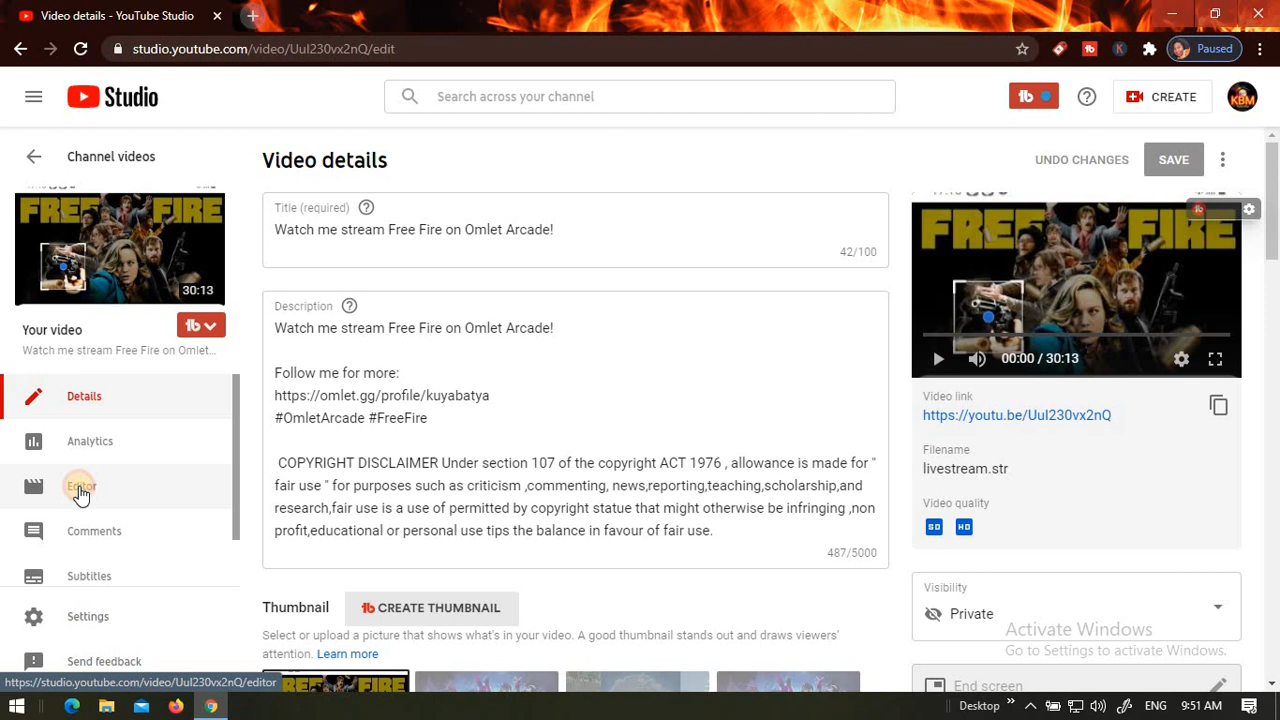 Video details - YouTube Studio
studio.youtube.com/video/Uul230vx2nQ/edit
Paused
Studio
Search across your channel
tb
CREATE
KBM
Channel videos
Video details
UNDO CHANGES
SAVE
FREE FIRE
30:13
Your video
tb
Watch me stream Free Fire on Omlet...
Details
Analytics
Editor
Comments
Subtitles
Settings
Send feedback
Title (required)
Watch me stream Free Fire on Omlet Arcade!
42/100
Description
Watch me stream Free Fire on Omlet Arcade!
Follow me for more:
https://omlet.gg/profile/kuyabatya
#OmletArcade #FreeFire
COPYRIGHT DISCLAIMER Under section 107 of the copyright ACT 1976 , allowance is made for "
fair use " for purposes such as criticism ,commenting, news,reporting,teaching,scholarship,and
research,fair use is a use of permitted by copyright statue that might otherwise be infringing ,non
profit,educational or personal use tips the balance in favour of fair use.
487/5000
Thumbnail
tb CREATE THUMBNAIL
Select or upload a picture that shows what's in your video. A good thumbnail stands out and draws viewers'
attention. Learn more
FREE FIRE
FREE FIRE
00:00 / 30:13
Video link
https://youtu.be/Uul230vx2nQ
Filename
livestream.str
Video quality
SD
HD
Visibility
Private
Activate Windows
Go to Settings to activate Windows.
End screen
https://studio.youtube.com/video/Uul230vx2nQ/editor
Desktop
ENG
9:51 AM